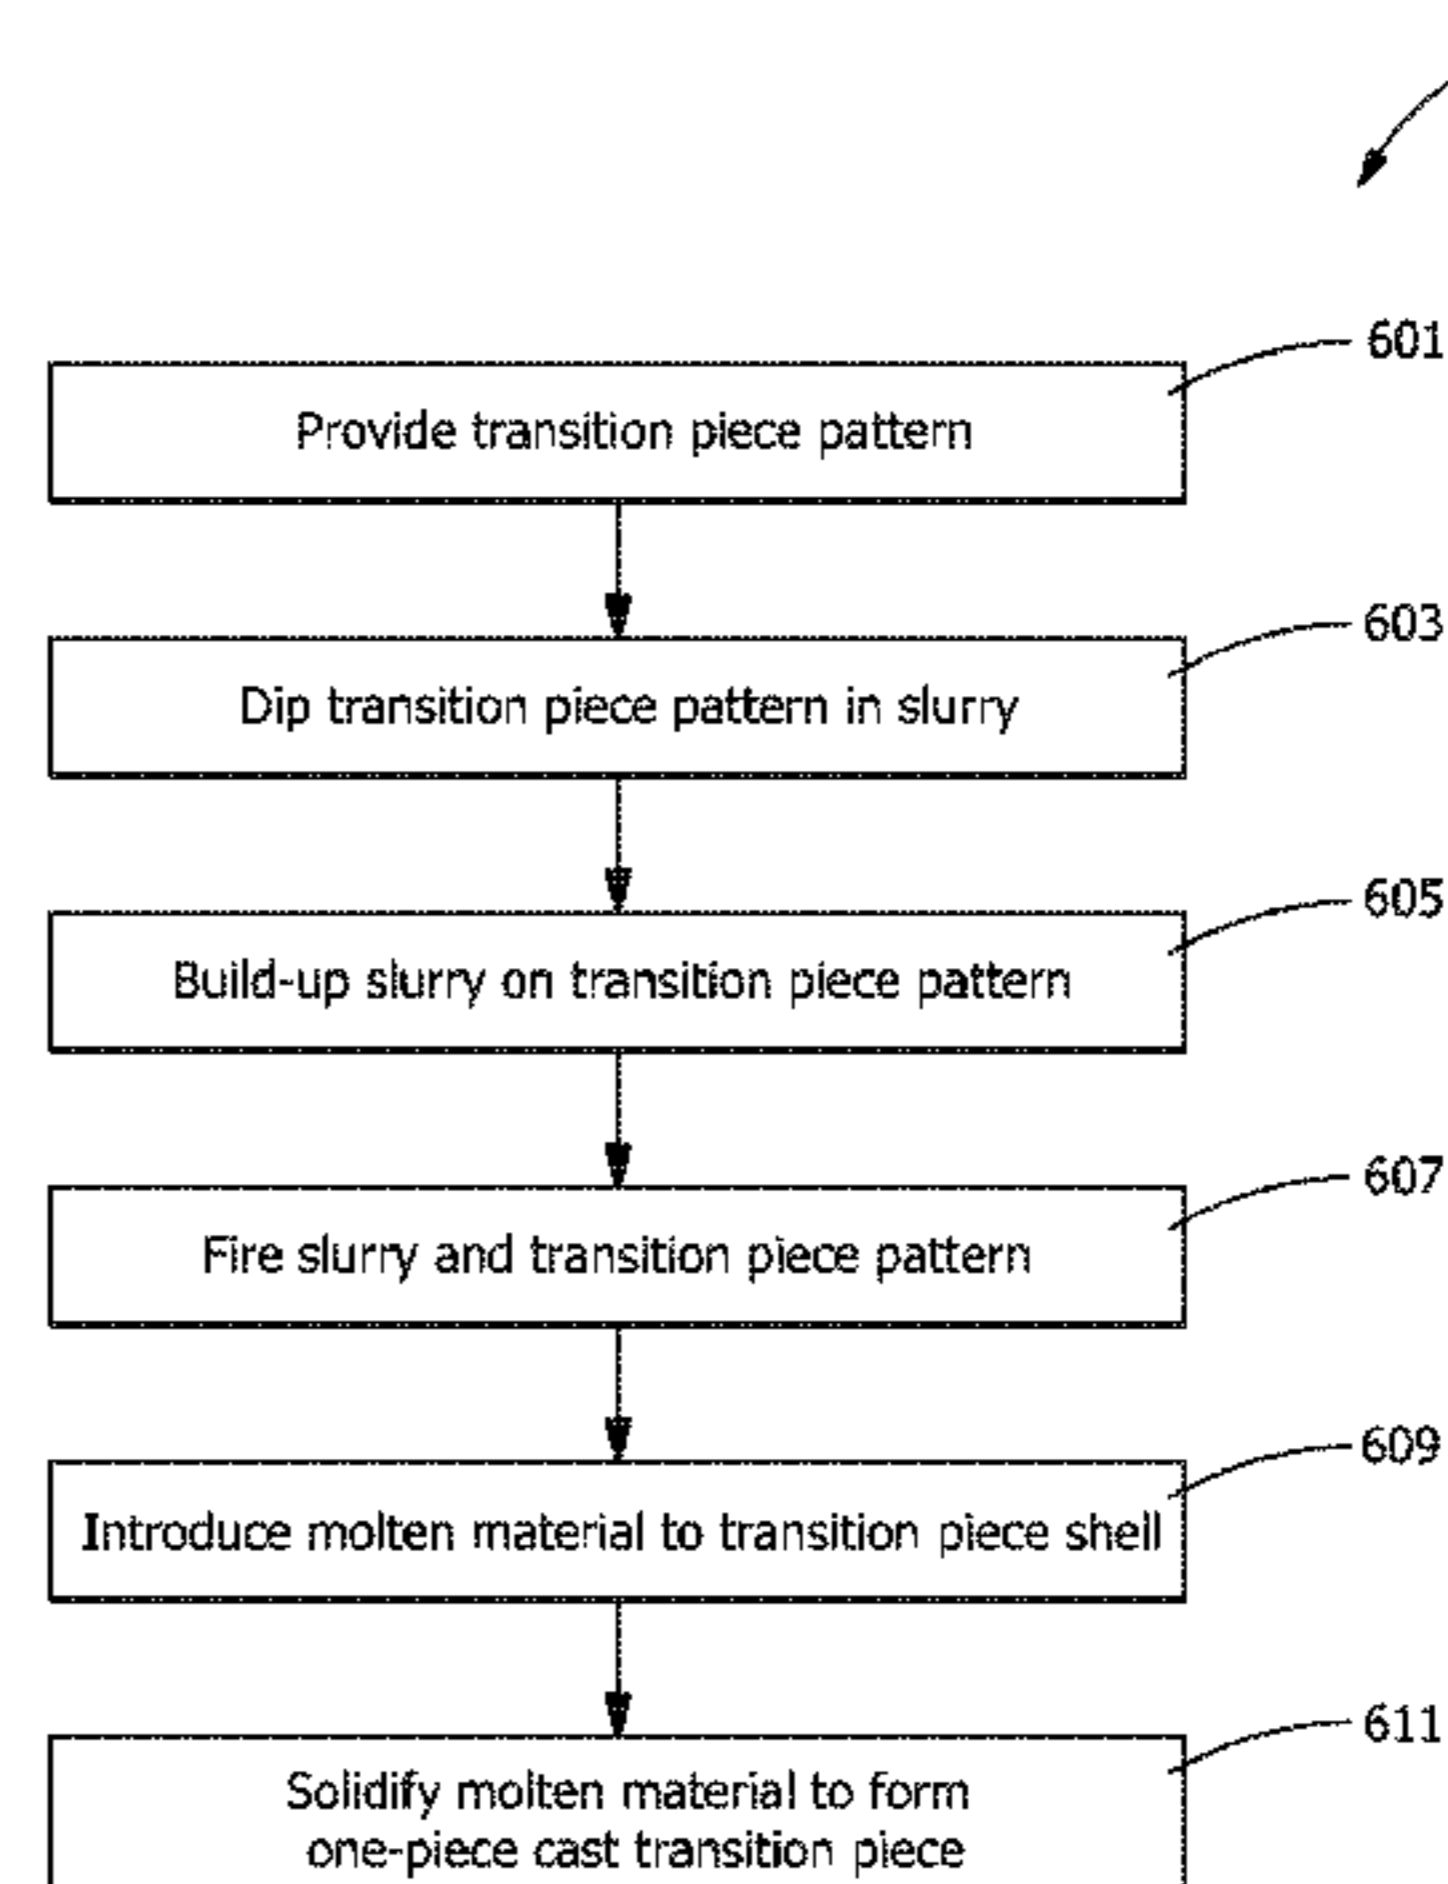 601
Provide transition piece pattern
603
Dip transition piece pattern in slurry
605
Build-up slurry on transition piece pattern
607
Fire slurry and transition piece pattern
609
Introduce molten material to transition piece shell
611
Solidify molten material to form
one-piece cast transition piece